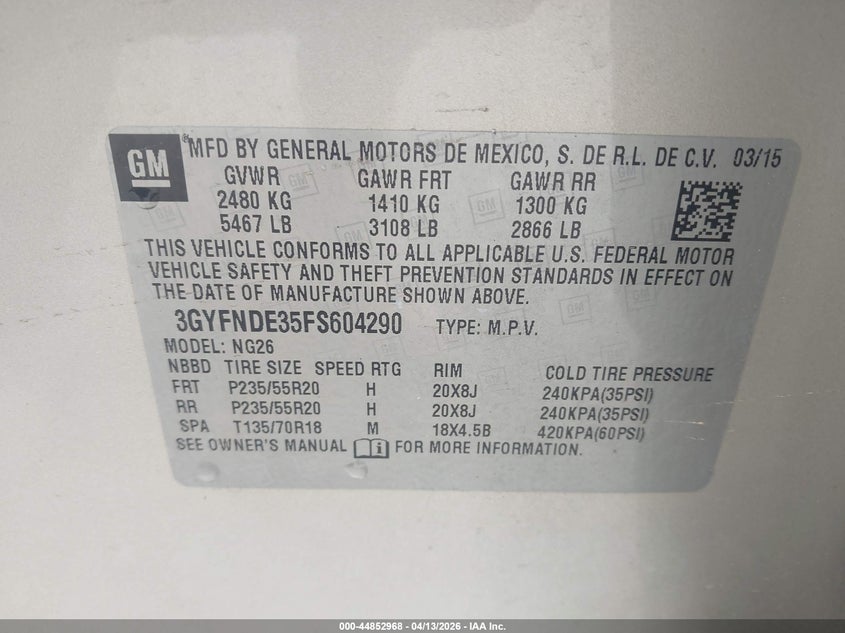 GM ® MFD BY GENERAL MOTORS DE MEXICO, S. DE R.L. DE C.V. 03/15
GVWR GAWR FRT GAWR RR
2480 KG 1410 KG 1300 KG
5467 LB 3108 LB 2866 LB
THIS VEHICLE CONFORMS TO ALL APPLICABLE U.S. FEDERAL MOTOR
VEHICLE SAFETY AND THEFT PREVENTION STANDARDS IN EFFECT ON
THE DATE OF MANUFACTURE SHOWN ABOVE.
3GYFNDE35FS604290 TYPE: M.P.V.
MODEL: NG26
NBBD TIRE SIZE SPEED RTG RIM COLD TIRE PRESSURE
FRT P235/55R20 H 20X8J 240KPA(35PSI)
RR P235/55R20 H 20X8J 240KPA(35PSI)
SPA T135/70R18 M 18X4.5B 420KPA(60PSI)
SEE OWNER'S MANUAL FOR MORE INFORMATION.
000-44852968 | 04/13/2026 - IAA Inc.